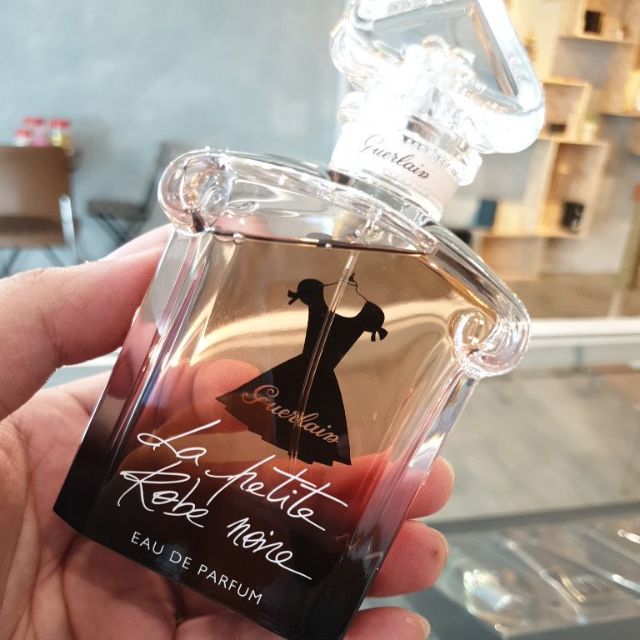 Guerlain
Guerlain
La petite
Robe noire
EAU DE PARFUM